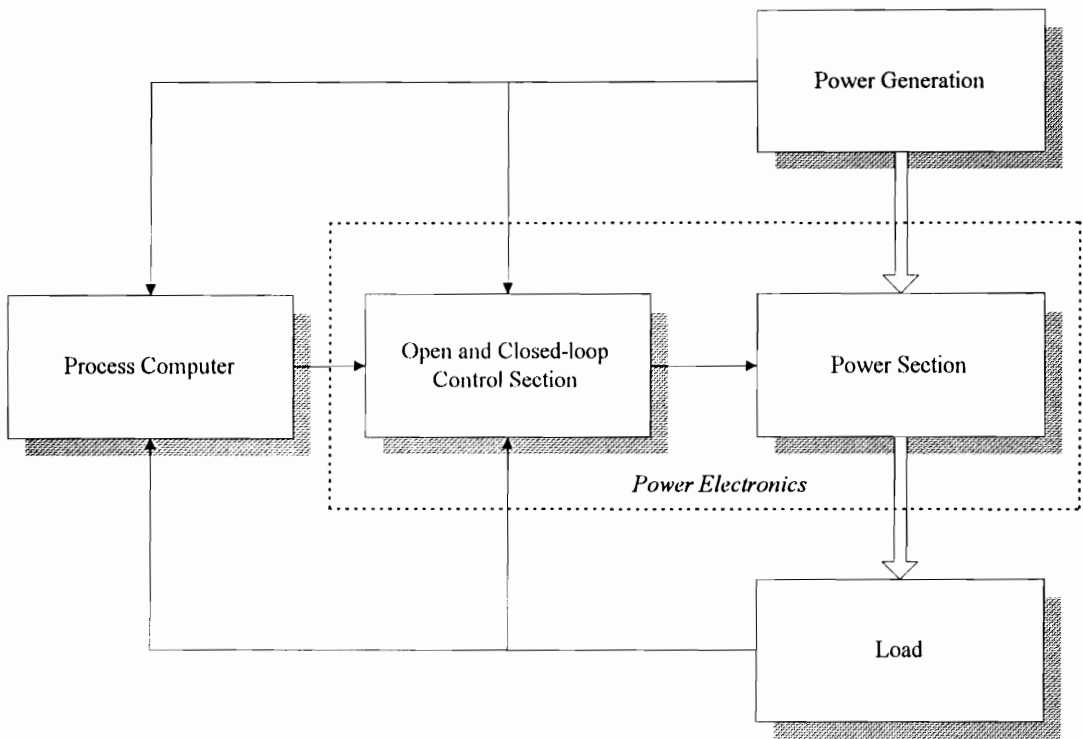 Power Generation
Process Computer
Open and Closed-loop
Control Section
Power Section
Power Electronics
Load